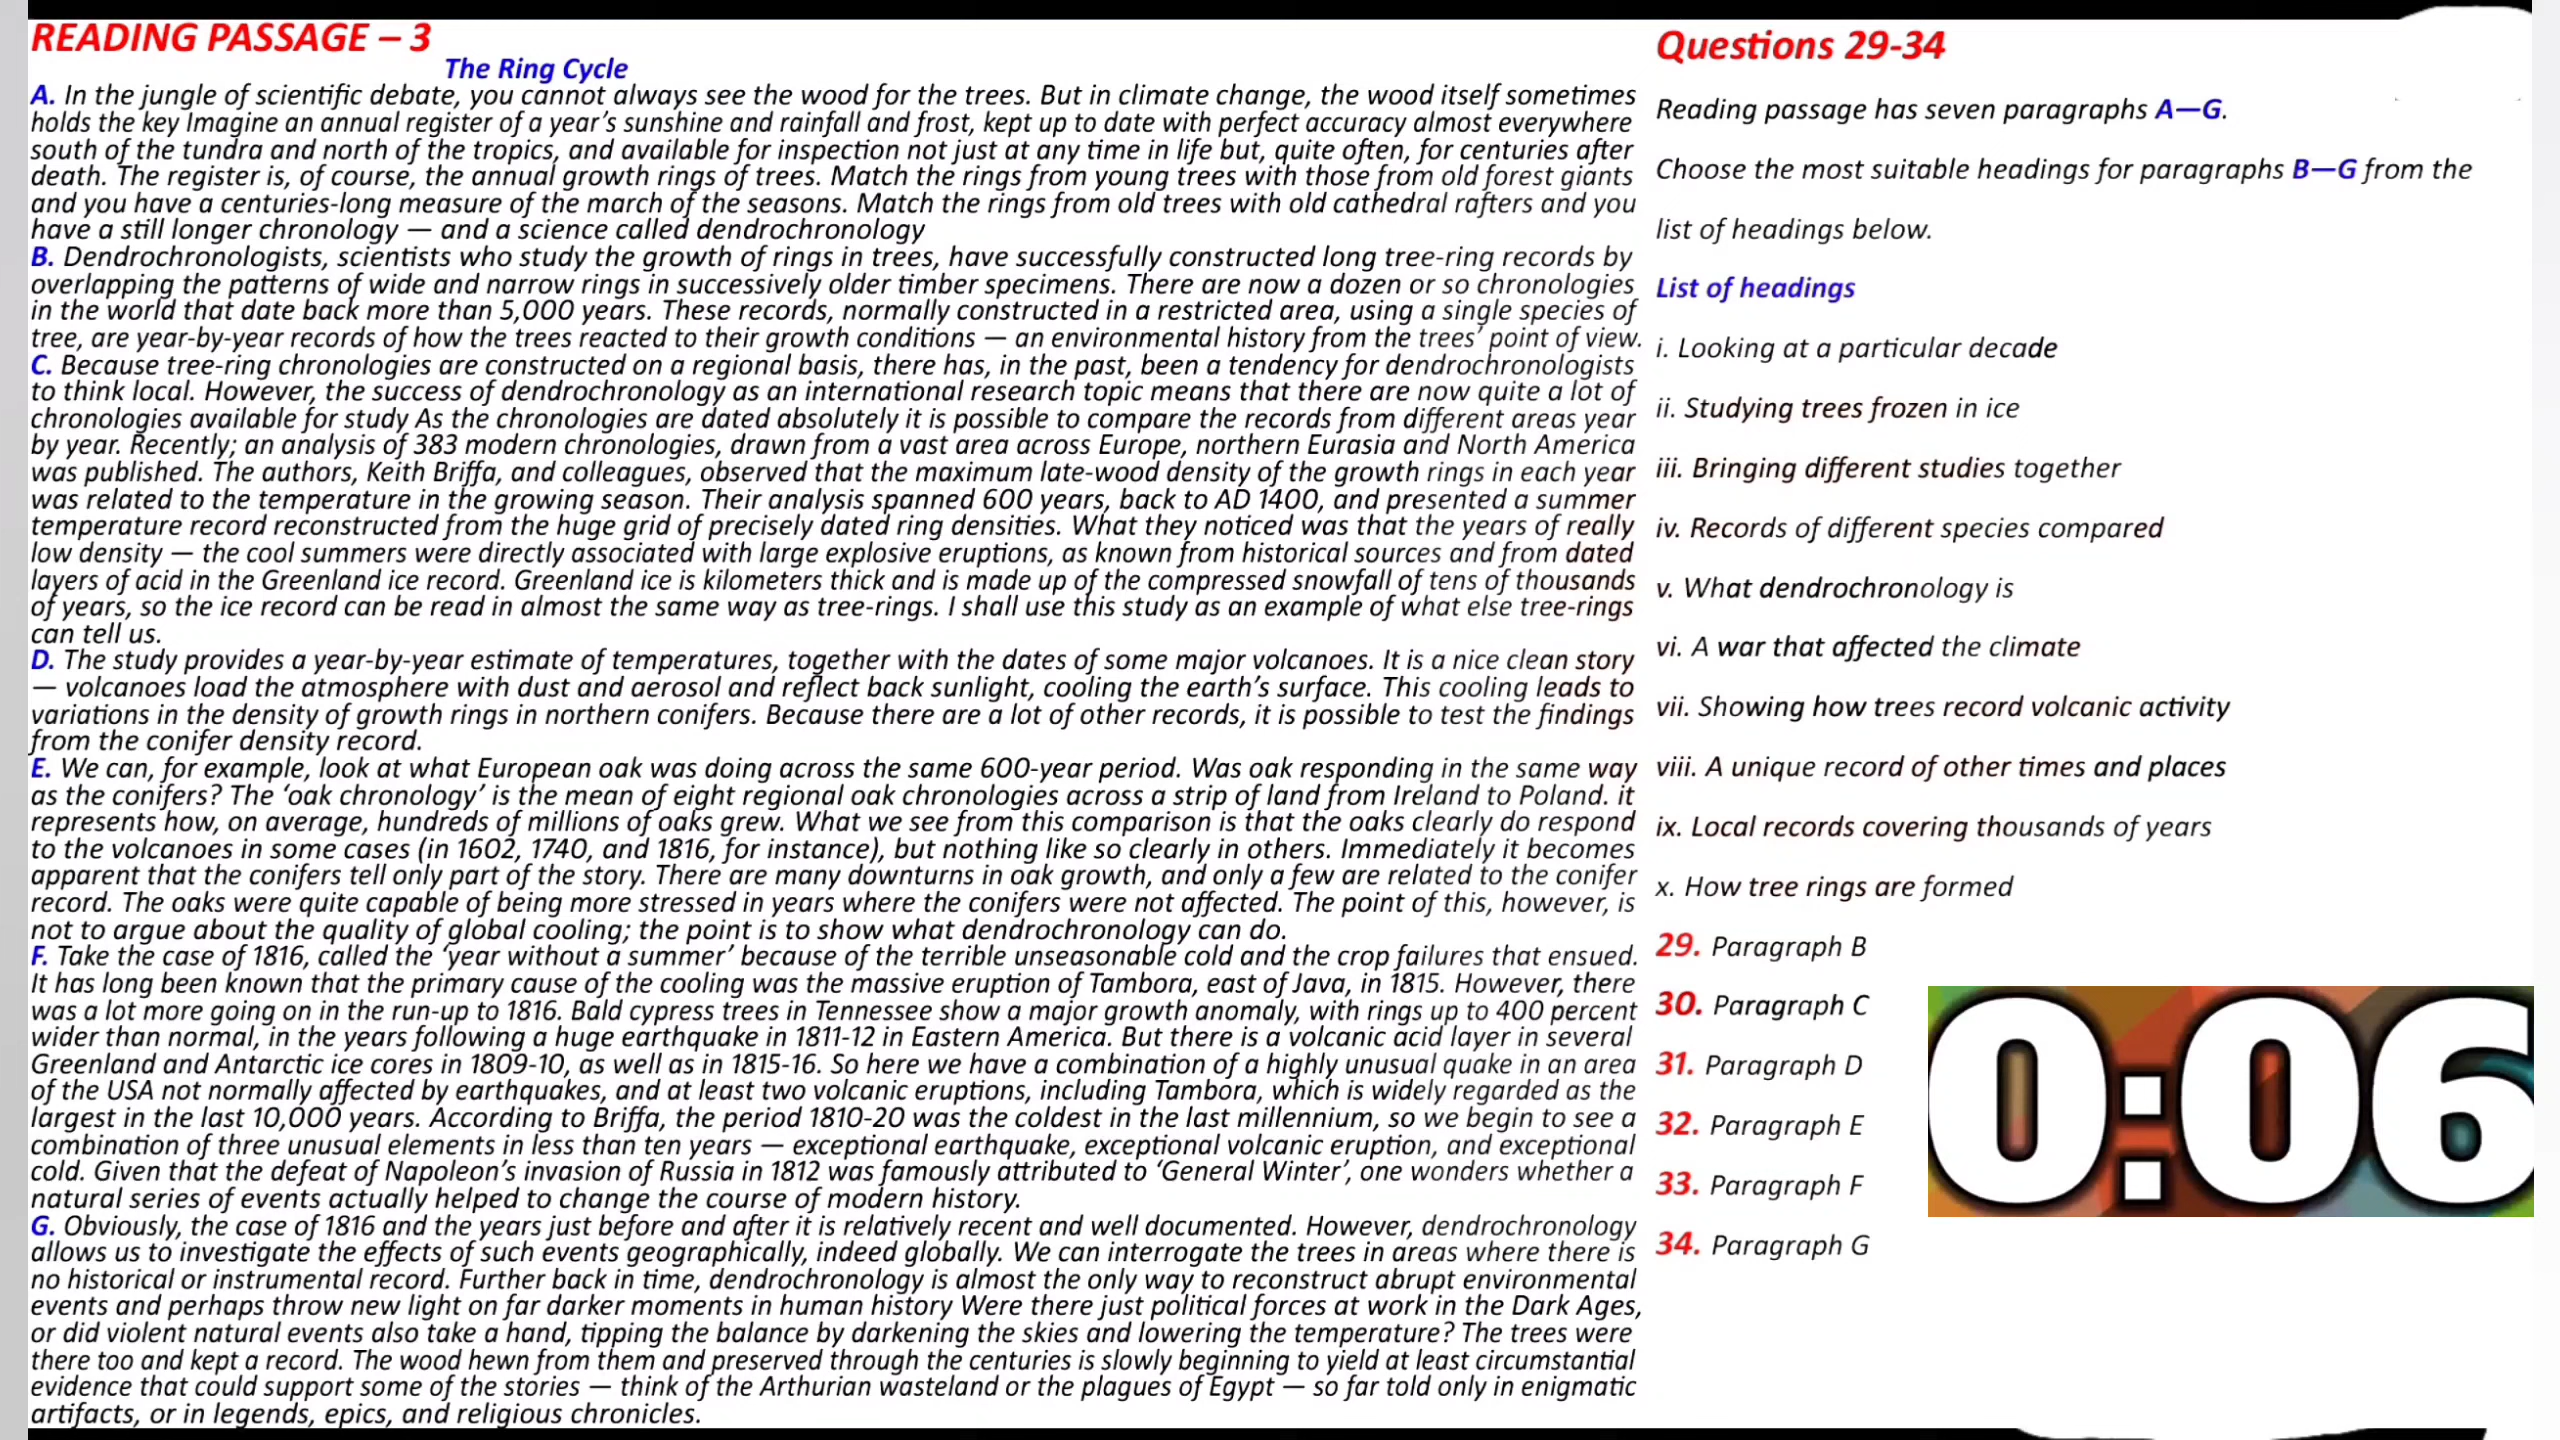 READING PASSAGE – 3
The Ring Cycle
A. In the jungle of scientific debate, you cannot always see the wood for the trees. But in climate change, the wood itself sometimes
holds the key Imagine an annual register of a year's sunshine and rainfall and frost, kept up to date with perfect accuracy almost everywhere
south of the tundra and north of the tropics, and available for inspection not just at any time in life but, quite often, for centuries after
death. The register is, of course, the annual growth rings of trees. Match the rings from young trees with those from old forest giants
and you have a centuries-long measure of the march of the seasons. Match the rings from old trees with old cathedral rafters and you
have a still longer chronology — and a science called dendrochronology
B. Dendrochronologists, scientists who study the growth of rings in trees, have successfully constructed long tree-ring records by
overlapping the patterns of wide and narrow rings in successively older timber specimens. There are now a dozen or so chronologies
in the world that date back more than 5,000 years. These records, normally constructed in a restricted area, using a single species of
tree, are year-by-year records of how the trees reacted to their growth conditions — an environmental history from the trees' point of view.
C. Because tree-ring chronologies are constructed on a regional basis, there has, in the past, been a tendency for dendrochronologists
to think local. However, the success of dendrochronology as an international research topic means that there are now quite a lot of
chronologies available for study As the chronologies are dated absolutely it is possible to compare the records from different areas year
by year. Recently; an analysis of 383 modern chronologies, drawn from a vast area across Europe, northern Eurasia and North America
was published. The authors, Keith Briffa, and colleagues, observed that the maximum late-wood density of the growth rings in each year
was related to the temperature in the growing season. Their analysis spanned 600 years, back to AD 1400, and presented a summer
temperature record reconstructed from the huge grid of precisely dated ring densities. What they noticed was that the years of really
low density — the cool summers were directly associated with large explosive eruptions, as known from historical sources and from dated
layers of acid in the Greenland ice record. Greenland ice is kilometers thick and is made up of the compressed snowfall of tens of thousands
of years, so the ice record can be read in almost the same way as tree-rings. I shall use this study as an example of what else tree-rings
can tell us.
D. The study provides a year-by-year estimate of temperatures, together with the dates of some major volcanoes. It is a nice clean story
— volcanoes load the atmosphere with dust and aerosol and reflect back sunlight, cooling the earth's surface. This cooling leads to
variations in the density of growth rings in northern conifers. Because there are a lot of other records, it is possible to test the findings
from the conifer density record.
E. We can, for example, look at what European oak was doing across the same 600-year period. Was oak responding in the same way
as the conifers? The 'oak chronology' is the mean of eight regional oak chronologies across a strip of land from Ireland to Poland. it
represents how, on average, hundreds of millions of oaks grew. What we see from this comparison is that the oaks clearly do respond
to the volcanoes in some cases (in 1602, 1740, and 1816, for instance), but nothing like so clearly in others. Immediately it becomes
apparent that the conifers tell only part of the story. There are many downturns in oak growth, and only a few are related to the conifer
record. The oaks were quite capable of being more stressed in years where the conifers were not affected. The point of this, however, is
not to argue about the quality of global cooling; the point is to show what dendrochronology can do.
F. Take the case of 1816, called the 'year without a summer' because of the terrible unseasonable cold and the crop failures that ensued.
It has long been known that the primary cause of the cooling was the massive eruption of Tambora, east of Java, in 1815. However, there
was a lot more going on in the run-up to 1816. Bald cypress trees in Tennessee show a major growth anomaly, with rings up to 400 percent
wider than normal, in the years following a huge earthquake in 1811-12 in Eastern America. But there is a volcanic acid layer in several
Greenland and Antarctic ice cores in 1809-10, as well as in 1815-16. So here we have a combination of a highly unusual quake in an area
of the USA not normally affected by earthquakes, and at least two volcanic eruptions, including Tambora, which is widely regarded as the
largest in the last 10,000 years. According to Briffa, the period 1810-20 was the coldest in the last millennium, so we begin to see a
combination of three unusual elements in less than ten years — exceptional earthquake, exceptional volcanic eruption, and exceptional
cold. Given that the defeat of Napoleon's invasion of Russia in 1812 was famously attributed to 'General Winter', one wonders whether a
natural series of events actually helped to change the course of modern history.
G. Obviously, the case of 1816 and the years just before and after it is relatively recent and well documented. However, dendrochronology
allows us to investigate the effects of such events geographically, indeed globally. We can interrogate the trees in areas where there is
no historical or instrumental record. Further back in time, dendrochronology is almost the only way to reconstruct abrupt environmental
events and perhaps throw new light on far darker moments in human history Were there just political forces at work in the Dark Ages,
or did violent natural events also take a hand, tipping the balance by darkening the skies and lowering the temperature? The trees were
there too and kept a record. The wood hewn from them and preserved through the centuries is slowly beginning to yield at least circumstantial
evidence that could support some of the stories — think of the Arthurian wasteland or the plagues of Egypt — so far told only in enigmatic
artifacts, or in legends, epics, and religious chronicles.
Questions 29-34
Reading passage has seven paragraphs A—G.
Choose the most suitable headings for paragraphs B—G from the
list of headings below.
List of headings
i. Looking at a particular decade
ii. Studying trees frozen in ice
iii. Bringing different studies together
iv. Records of different species compared
v. What dendrochronology is
vi. A war that affected the climate
vii. Showing how trees record volcanic activity
viii. A unique record of other times and places
ix. Local records covering thousands of years
x. How tree rings are formed
29. Paragraph B
30. Paragraph C
31. Paragraph D
32. Paragraph E
33. Paragraph F
34. Paragraph G
0:06